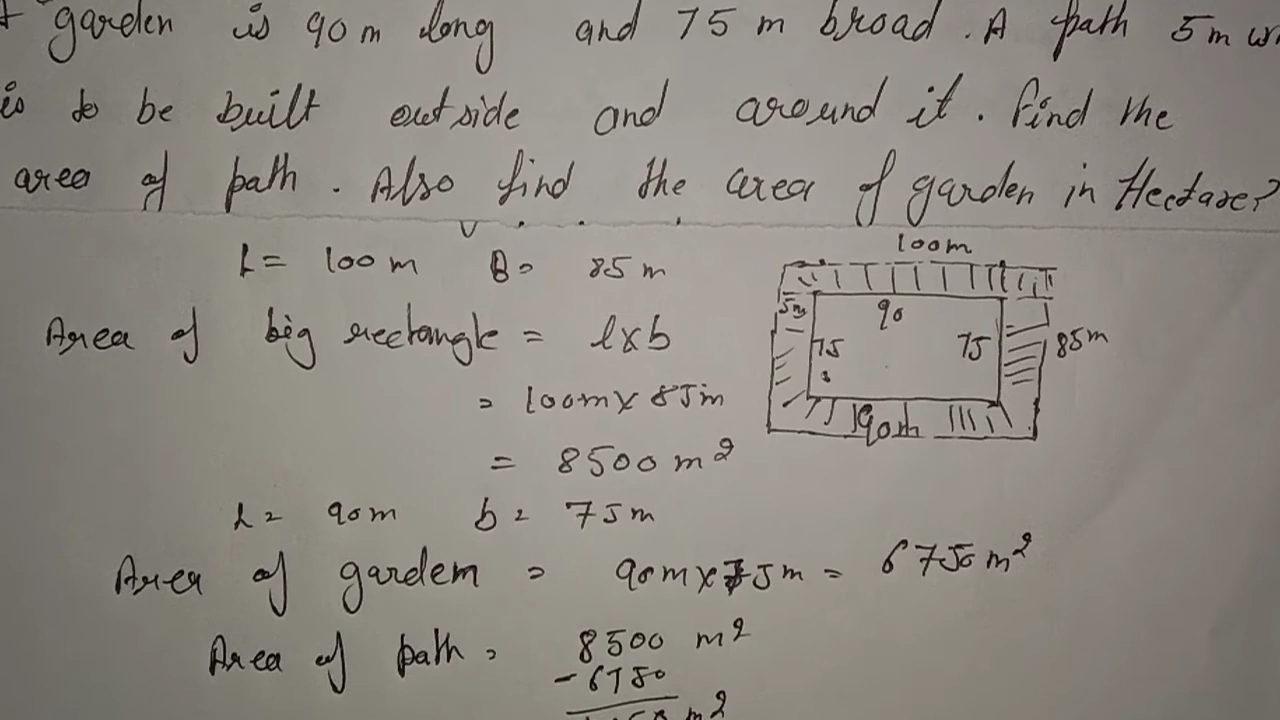 garden is 90 m long and 75 m broad. A path 5m
is to be built outside and around it. find the
area of path. Also find the area of garden in Hectare?
L = 100 m B = 85 m
100m
5m
90
75
75
85m
90m
Area of big rectangle = l×b
= 100m × 85m
= 8500 m²
L = 90m b = 75m
Area of garden = 90m × 75m = 6750 m²
Area of path = 8500 m²
- 6750
m²